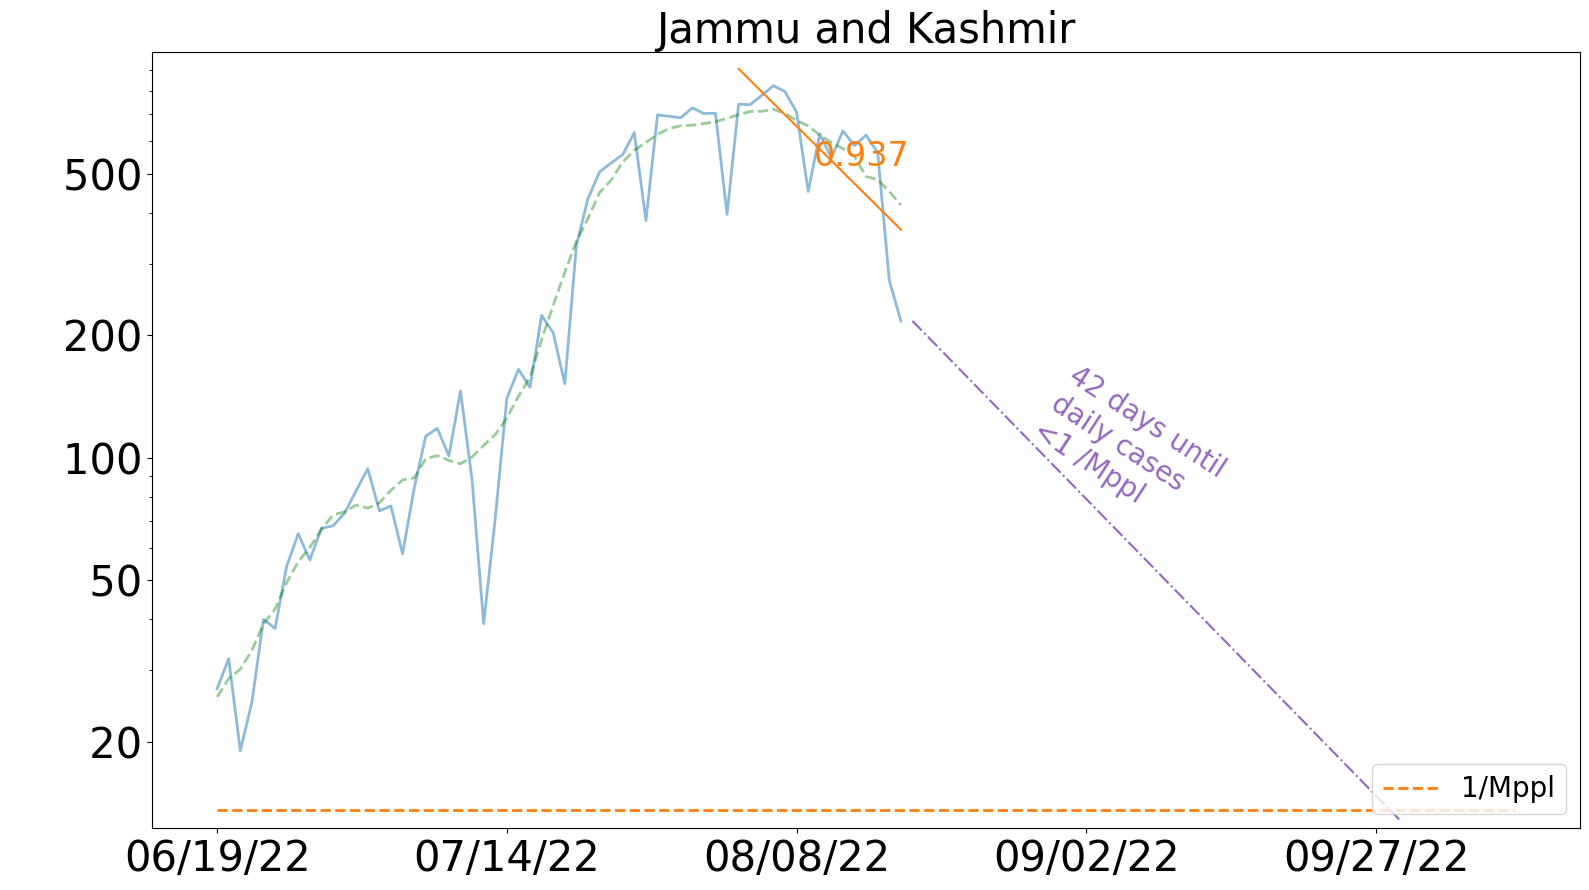 Jammu and Kashmir
500
200
100
50
20
0.937
42 days until
daily cases
<1 /Mppl
1/Mppl
06/19/22
07/14/22
08/08/22
09/02/22
09/27/22